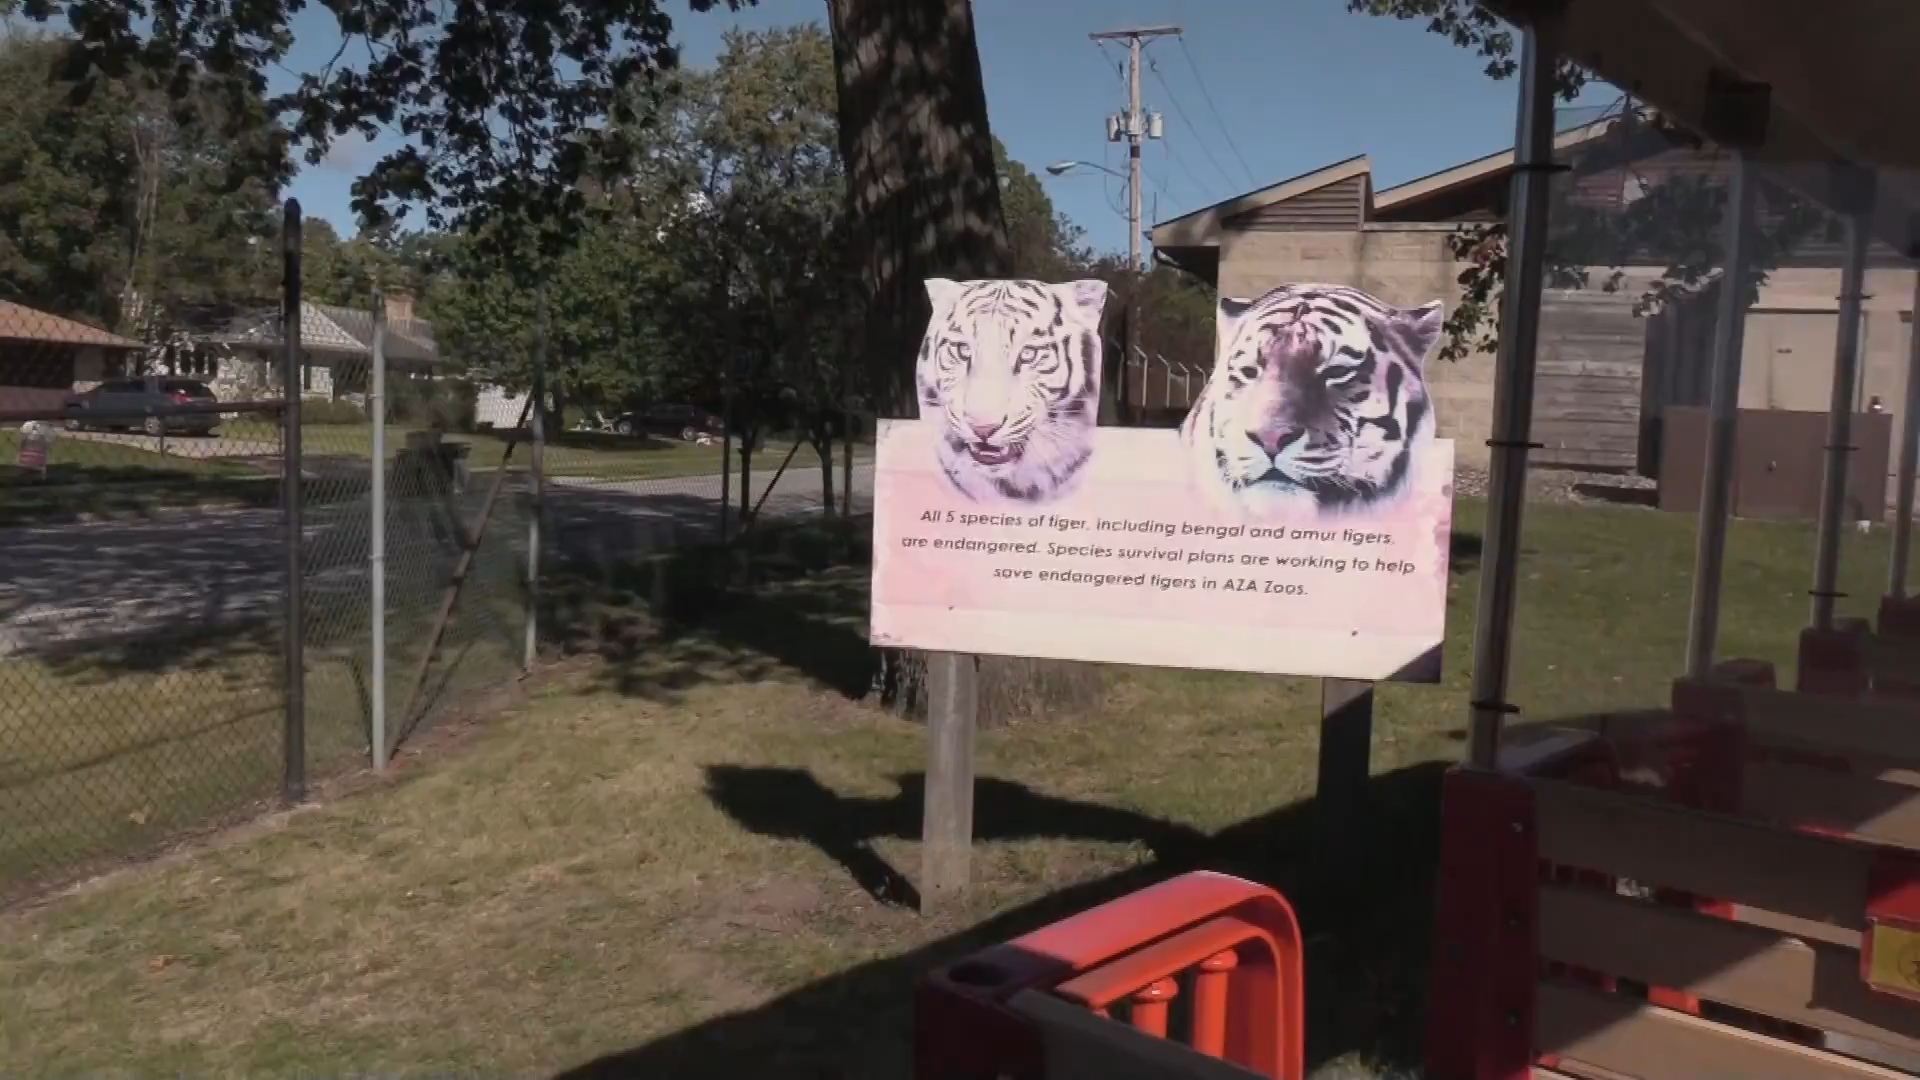 All 5 species of tiger, including bengal and amur tigers,
are endangered. Species survival plans are working to help
save endangered tigers in AZA Zoos.